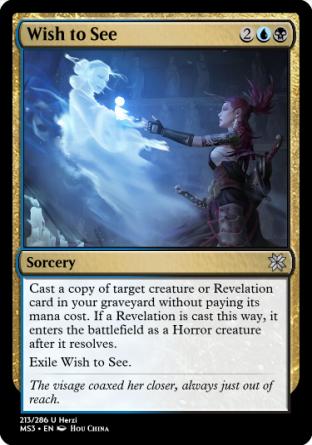 Wish to See 2
Sorcery
Cast a copy of target creature or Revelation
card in your graveyard without paying its
mana cost. If a Revelation is cast this way, it
enters the battlefield as a Horror creature
after it resolves.
Exile Wish to See.
The visage coaxed her closer, always just out of
reach.
213/286 U Herzi
MS3 • EN Hou China